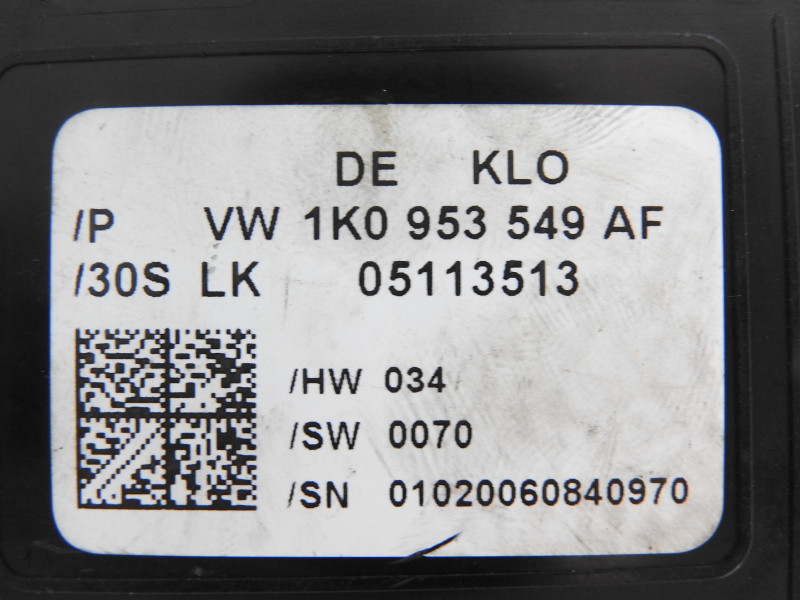 DE KLO
/P VW 1K0 953 549 AF
/30S LK 05113513
/HW 034
/SW 0070
/SN 01020060840970